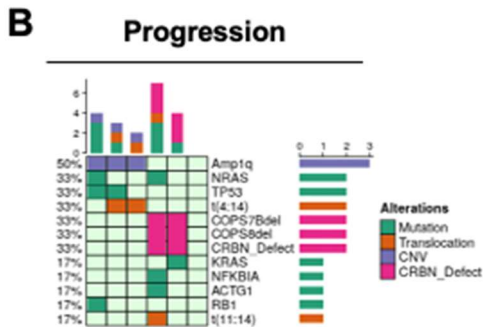 B
Progression
6
4
2
0
0 1 2 3
50% Amp1q
33% NRAS
33% TP53
33% t(4:14)
33% COPS7Bdel
33% COPS8del
33% CRBN_Defect
17% KRAS
17% NFKBIA
17% ACTG1
17% RB1
17% t(11:14)
Alterations
Mutation
Translocation
CNV
CRBN_Defect